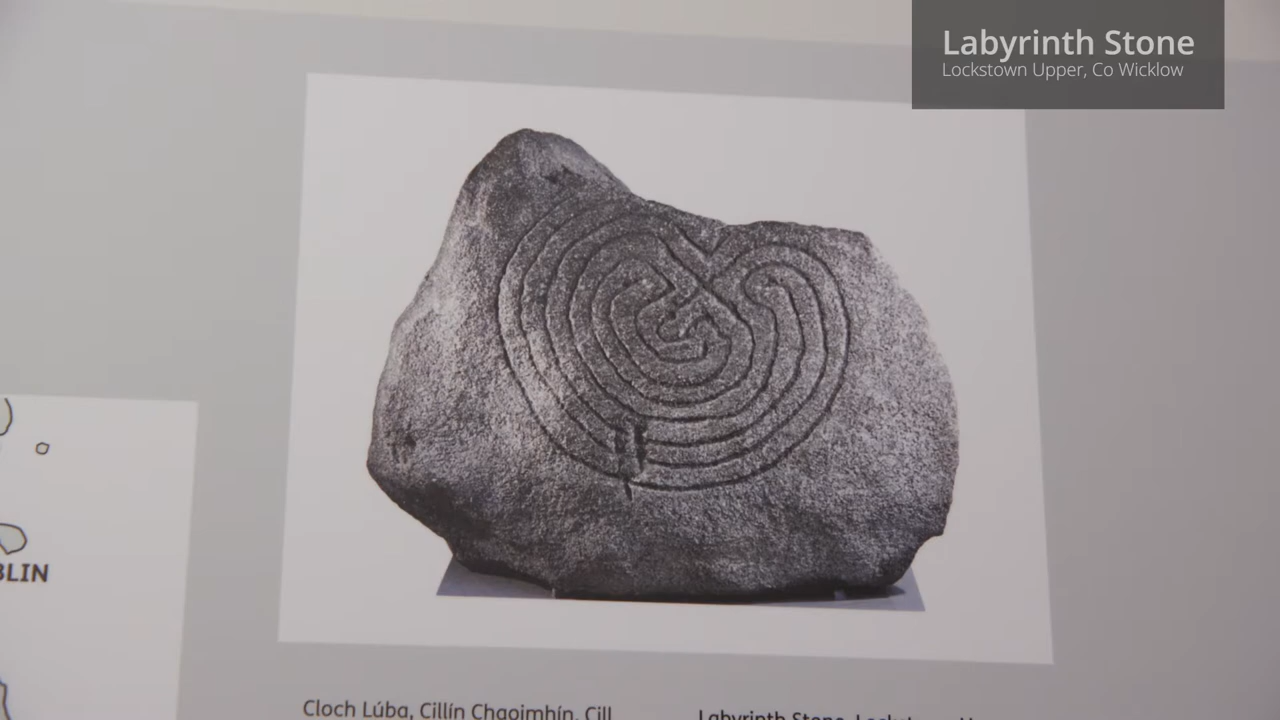 Labyrinth Stone
Lockstown Upper, Co Wicklow
BLIN
Cloch Lúba, Cillín Chaoimhín, Cill
Labyrinth Stone,